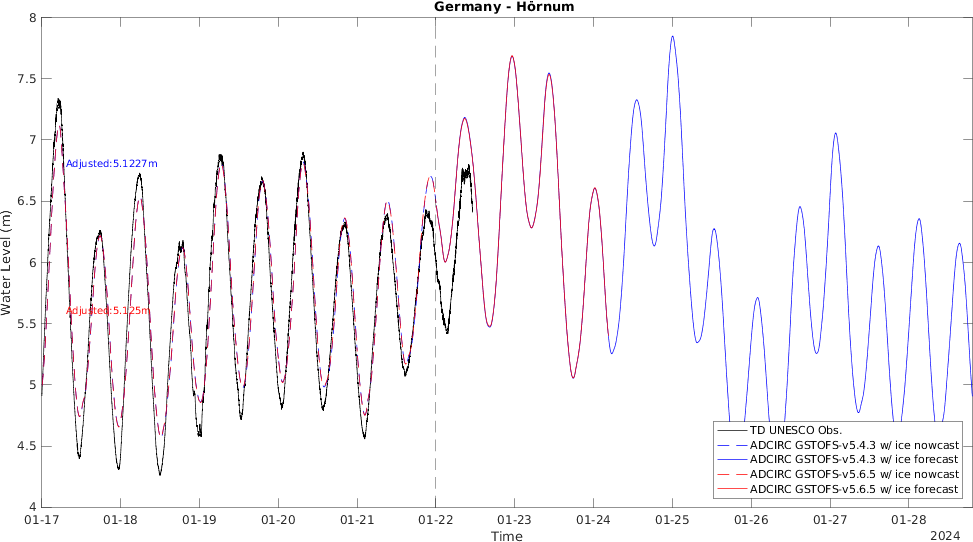 Germany - Hörnum
8
7.5
7
6.5
6
5.5
5
4.5
4
Water Level (m)
Adjusted:5.1227m
Adjusted:5.125m
TD UNESCO Obs.
ADCIRC GSTOFS-v5.4.3 w/ ice nowcast
ADCIRC GSTOFS-v5.4.3 w/ ice forecast
ADCIRC GSTOFS-v5.6.5 w/ ice nowcast
ADCIRC GSTOFS-v5.6.5 w/ ice forecast
01-17 01-18 01-19 01-20 01-21 01-22 01-23 01-24 01-25 01-26 01-27 01-28
Time
2024